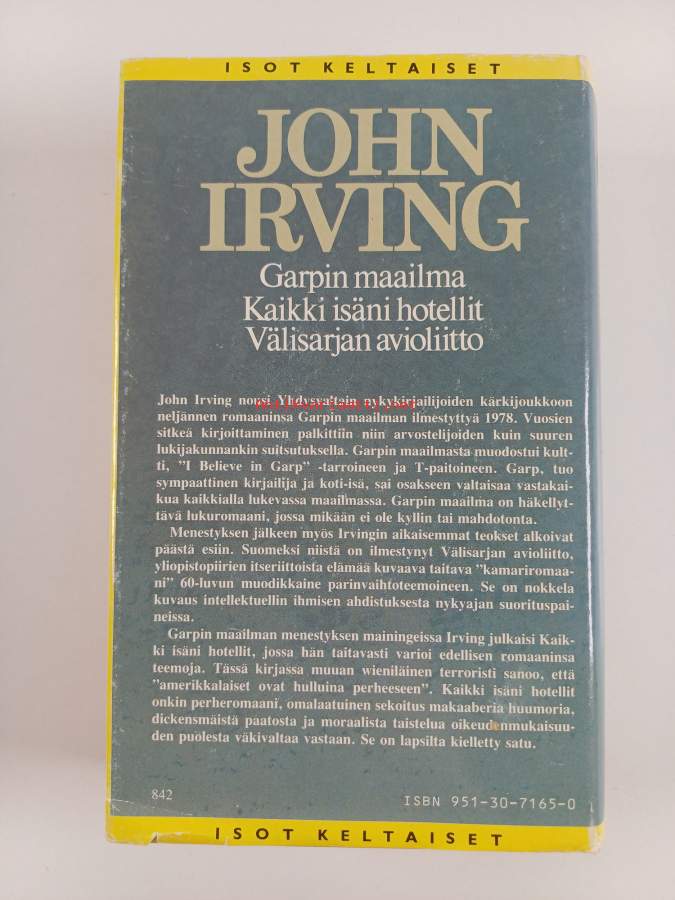 ISOT KELTAISET
JOHN
IRVING
Garpin maailma
Kaikki isäni hotellit
Välisarjan avioliitto
John Irving nousi Yhdysvaltain nykykirjailijoiden kärkijoukkoon
neljännen romaaninsa Garpin maailman ilmestyttyä 1978. Vuosien
sitkeä kirjoittaminen palkittiin niin arvostelijoiden kuin suuren
lukijakunnankin suitsutuksella. Garpin maailmasta muodostui kult-
ti, ”I Believe in Garp” -tarroineen ja T-paitoineen. Garp, tuo
sympaattinen kirjailija ja koti-isä, sai osakseen valtaisaa vastakai-
kua kaikkialla lukevassa maailmassa. Garpin maailma on häkellyt-
tävä lukuromaani, jossa mikään ei ole kyllin tai mahdotonta.
Menestyksen jälkeen myös Irvingin aikaisemmat teokset alkoivat
päästä esiin. Suomeksi niistä on ilmestynyt Välisarjan avioliitto,
yliopistopiirien itseriittoista elämää kuvaava taitava ”kamariromaa-
ni” 60-luvun muodikkaine parinvaihtoteemoineen. Se on nokkela
kuvaus intellektuellin ihmisen ahdistuksesta nykyajan suorituspai-
neissa.
Garpin maailman menestyksen mainingeissa Irving julkaisi Kaik-
ki isäni hotellit, jossa hän taitavasti varioi edellisen romaaninsa
teemoja. Tässä kirjassa muuan wieniläinen terroristi sanoo, että
”amerikkalaiset ovat hulluina perheeseen”. Kaikki isäni hotellit
onkin perheromaani, omalaatuinen sekoitus makaaberia huumoria,
dickensmäistä paatosta ja moraalista taistelua oikeudenmukaisuu-
den puolesta väkivaltaa vastaan. Se on lapsilta kielletty satu.
842
ISBN 951-30-7165-0
ISOT KELTAISET